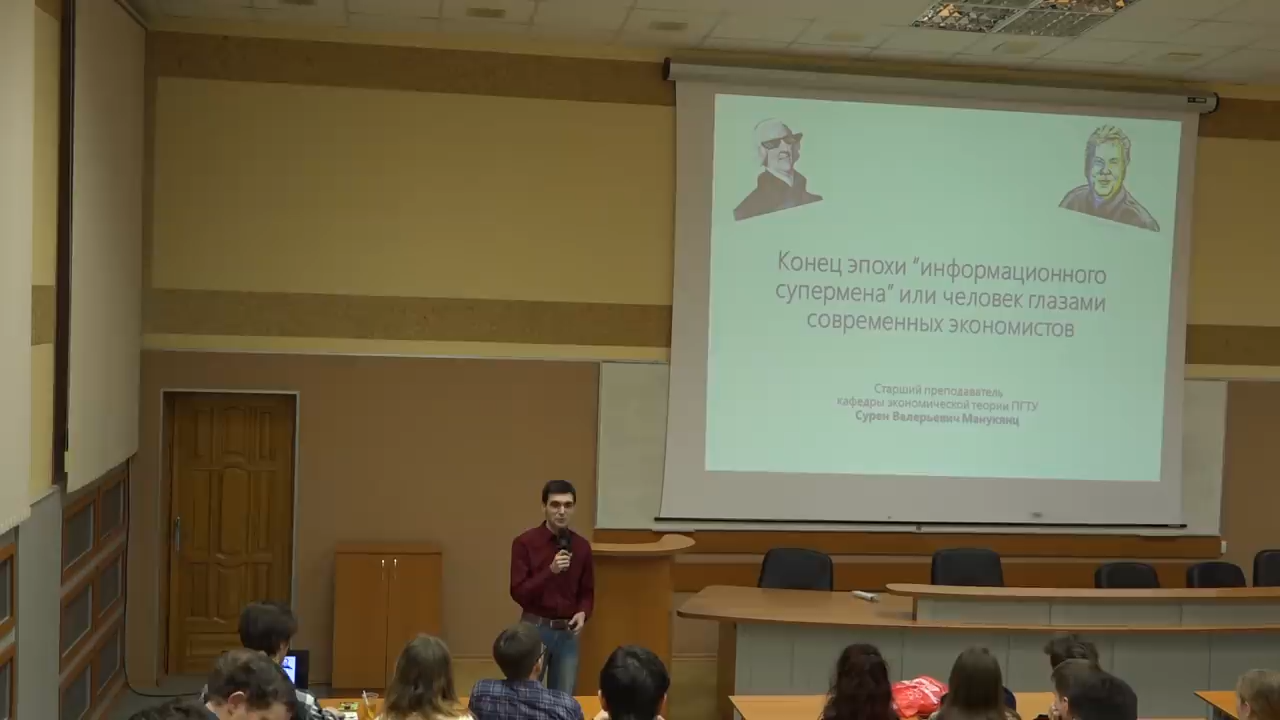 Конец эпохи "информационного
супермена" или человек глазами
современных экономистов
Старший преподаватель
кафедры экономической теории ПГТУ
Сурен Валерьевич Манукянц